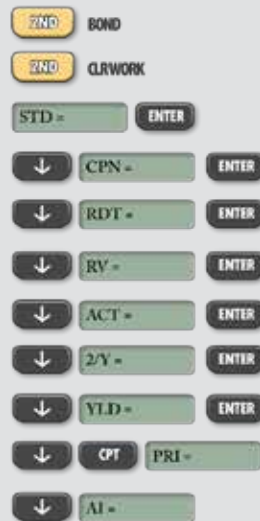 2ND BOND
2ND CLRWORK
STD = ENTER
↓ CPN = ENTER
↓ RDT = ENTER
↓ RV = ENTER
↓ ACT = ENTER
↓ 2/Y = ENTER
↓ YLD = ENTER
↓ CPT PRI =
↓ AI =